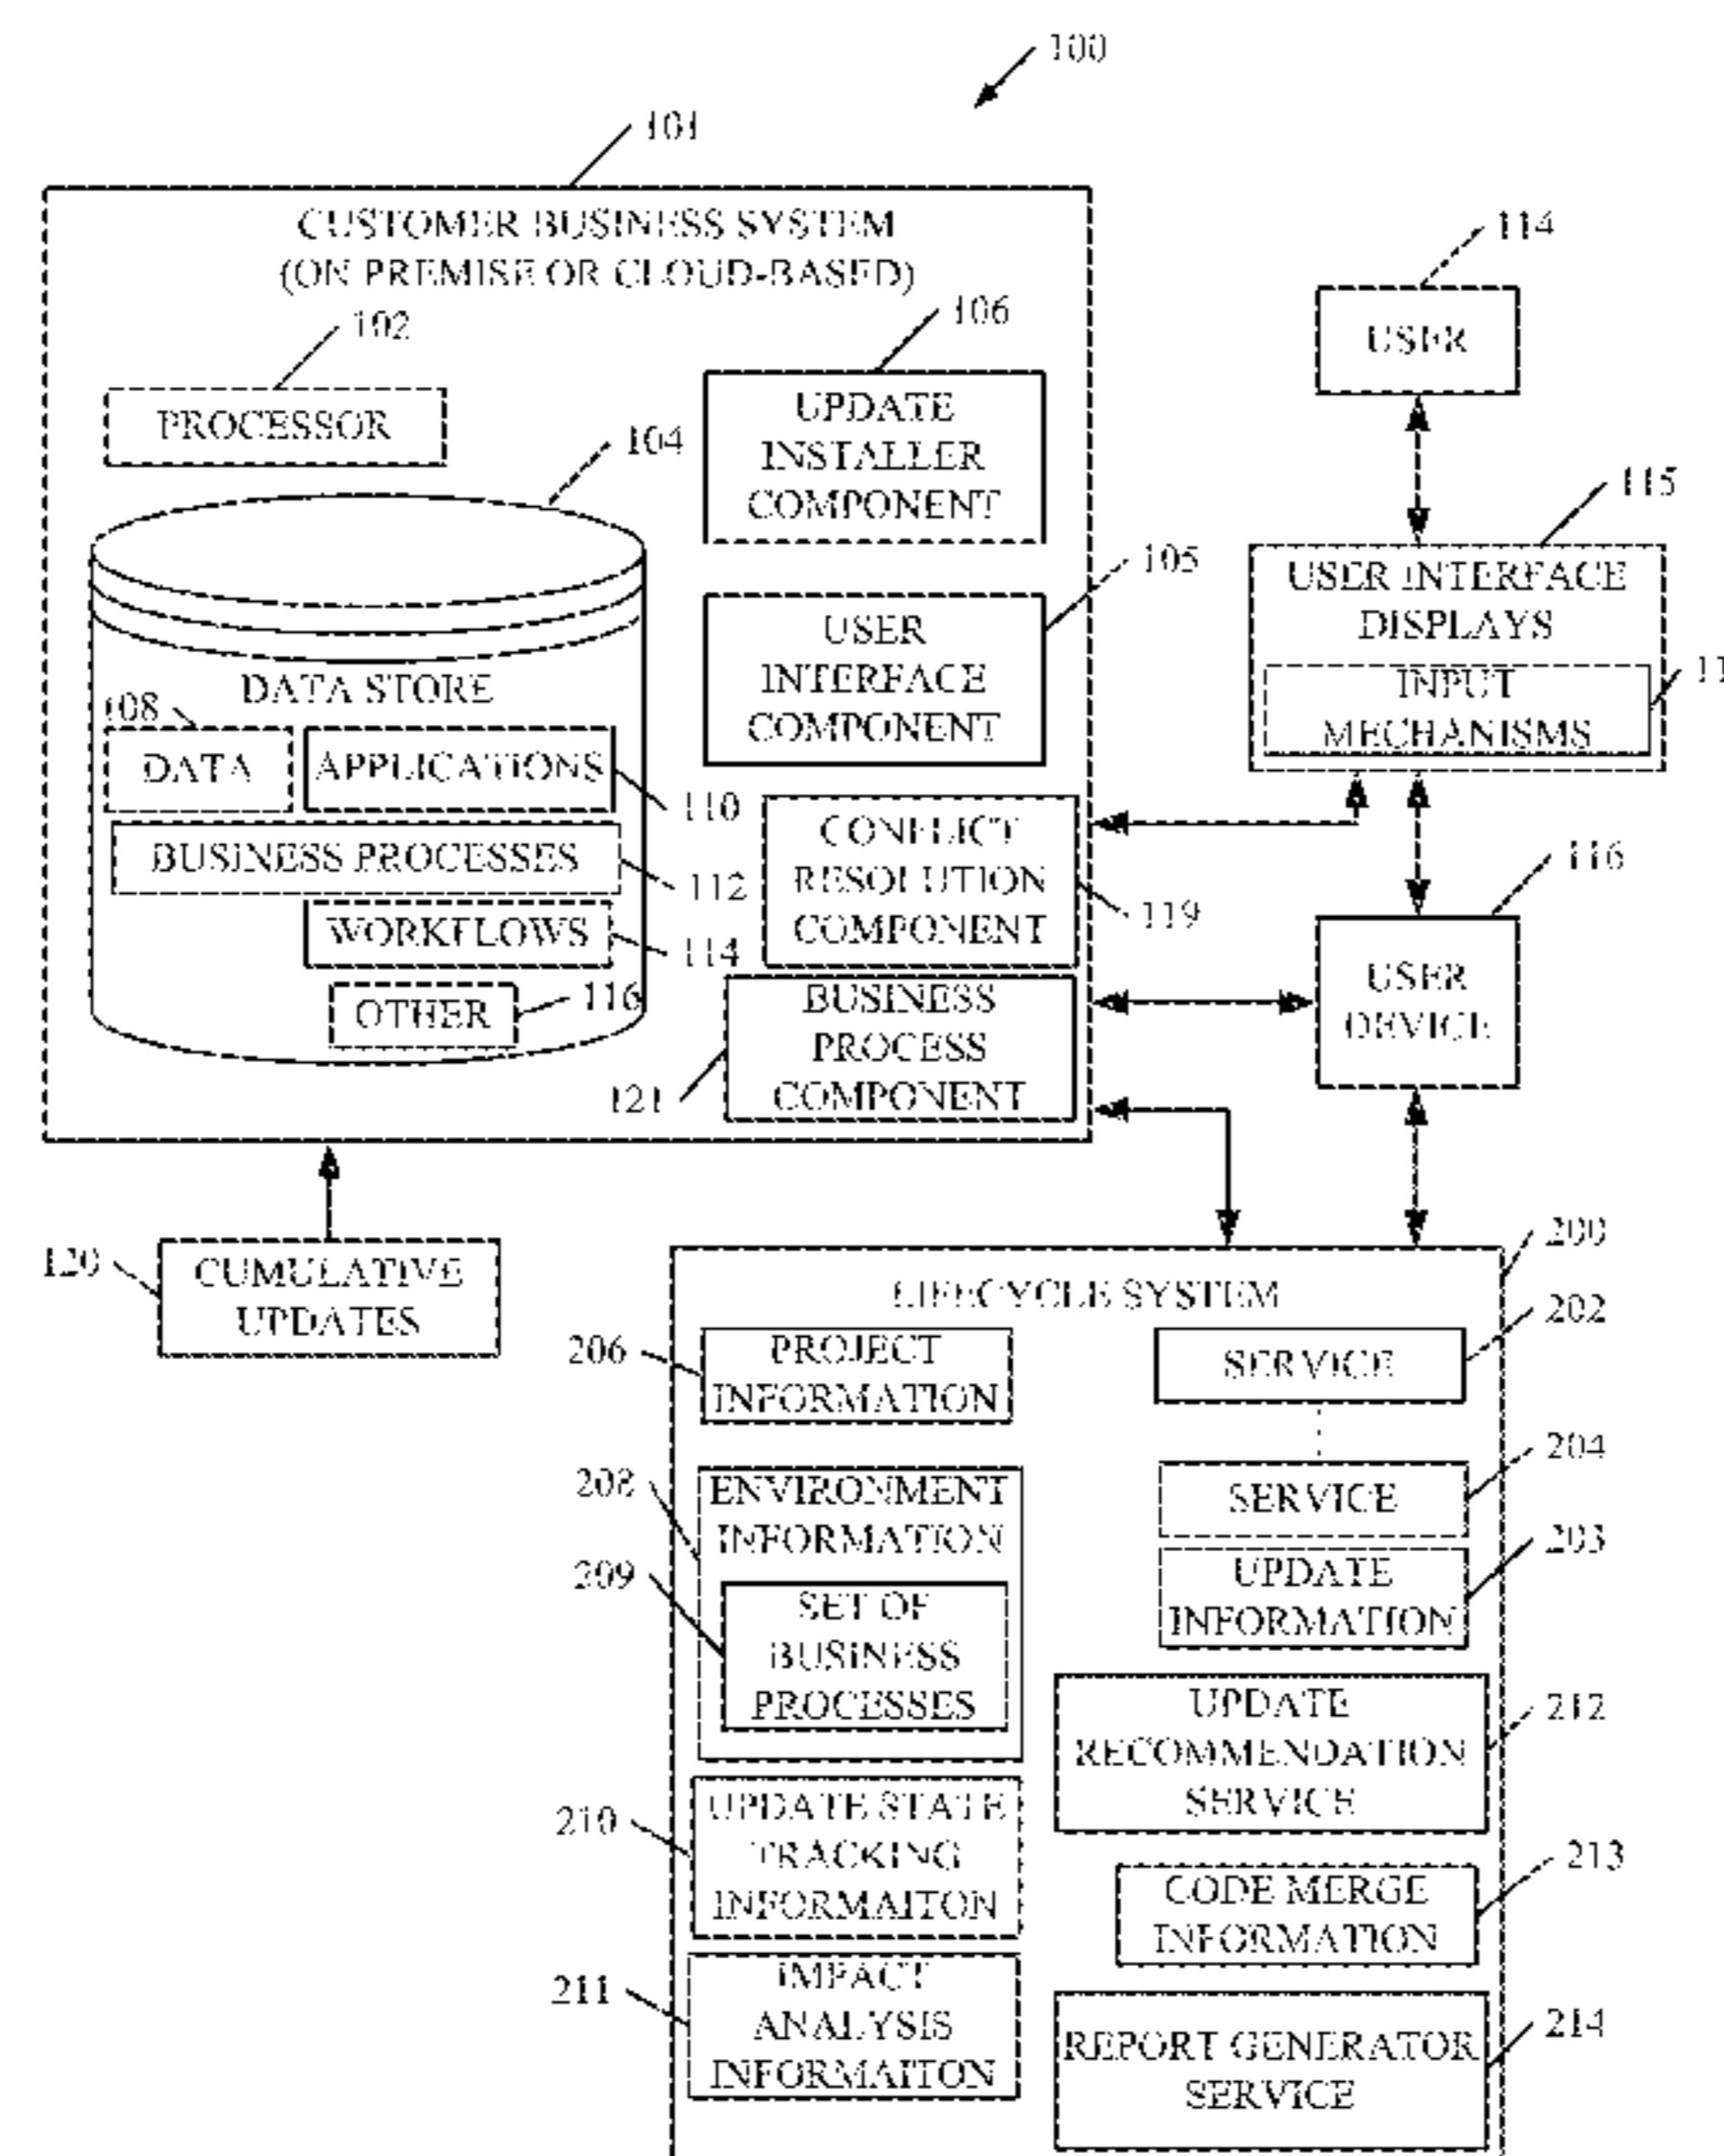 100
101
CUSTOMER BUSINESS SYSTEM
(ON PREMISE OR CLOUD-BASED)
102
PROCESSOR
104
106
UPDATE
INSTALLER
COMPONENT
105
USER
INTERFACE
COMPONENT
DATA STORE
108
DATA
APPLICATIONS
110
BUSINESS PROCESSES
112
WORKFLOWS
114
OTHER
116
CONFLICT
RESOLUTION
COMPONENT
119
BUSINESS
PROCESS
COMPONENT
121
114
USER
115
USER INTERFACE
DISPLAYS
INPUT
MECHANISMS
116
USER
DEVICE
120
CUMULATIVE
UPDATES
200
LIFECYCLE SYSTEM
206
PROJECT
INFORMATION
202
SERVICE
204
SERVICE
208
ENVIRONMENT
INFORMATION
209
SET OF
BUSINESS
PROCESSES
203
UPDATE
INFORMATION
212
UPDATE
RECOMMENDATION
SERVICE
210
UPDATE STATE
TRACKING
INFORMAITON
213
CODE MERGE
INFORMATION
211
IMPACT
ANALYSIS
INFORMAITON
214
REPORT GENERATOR
SERVICE